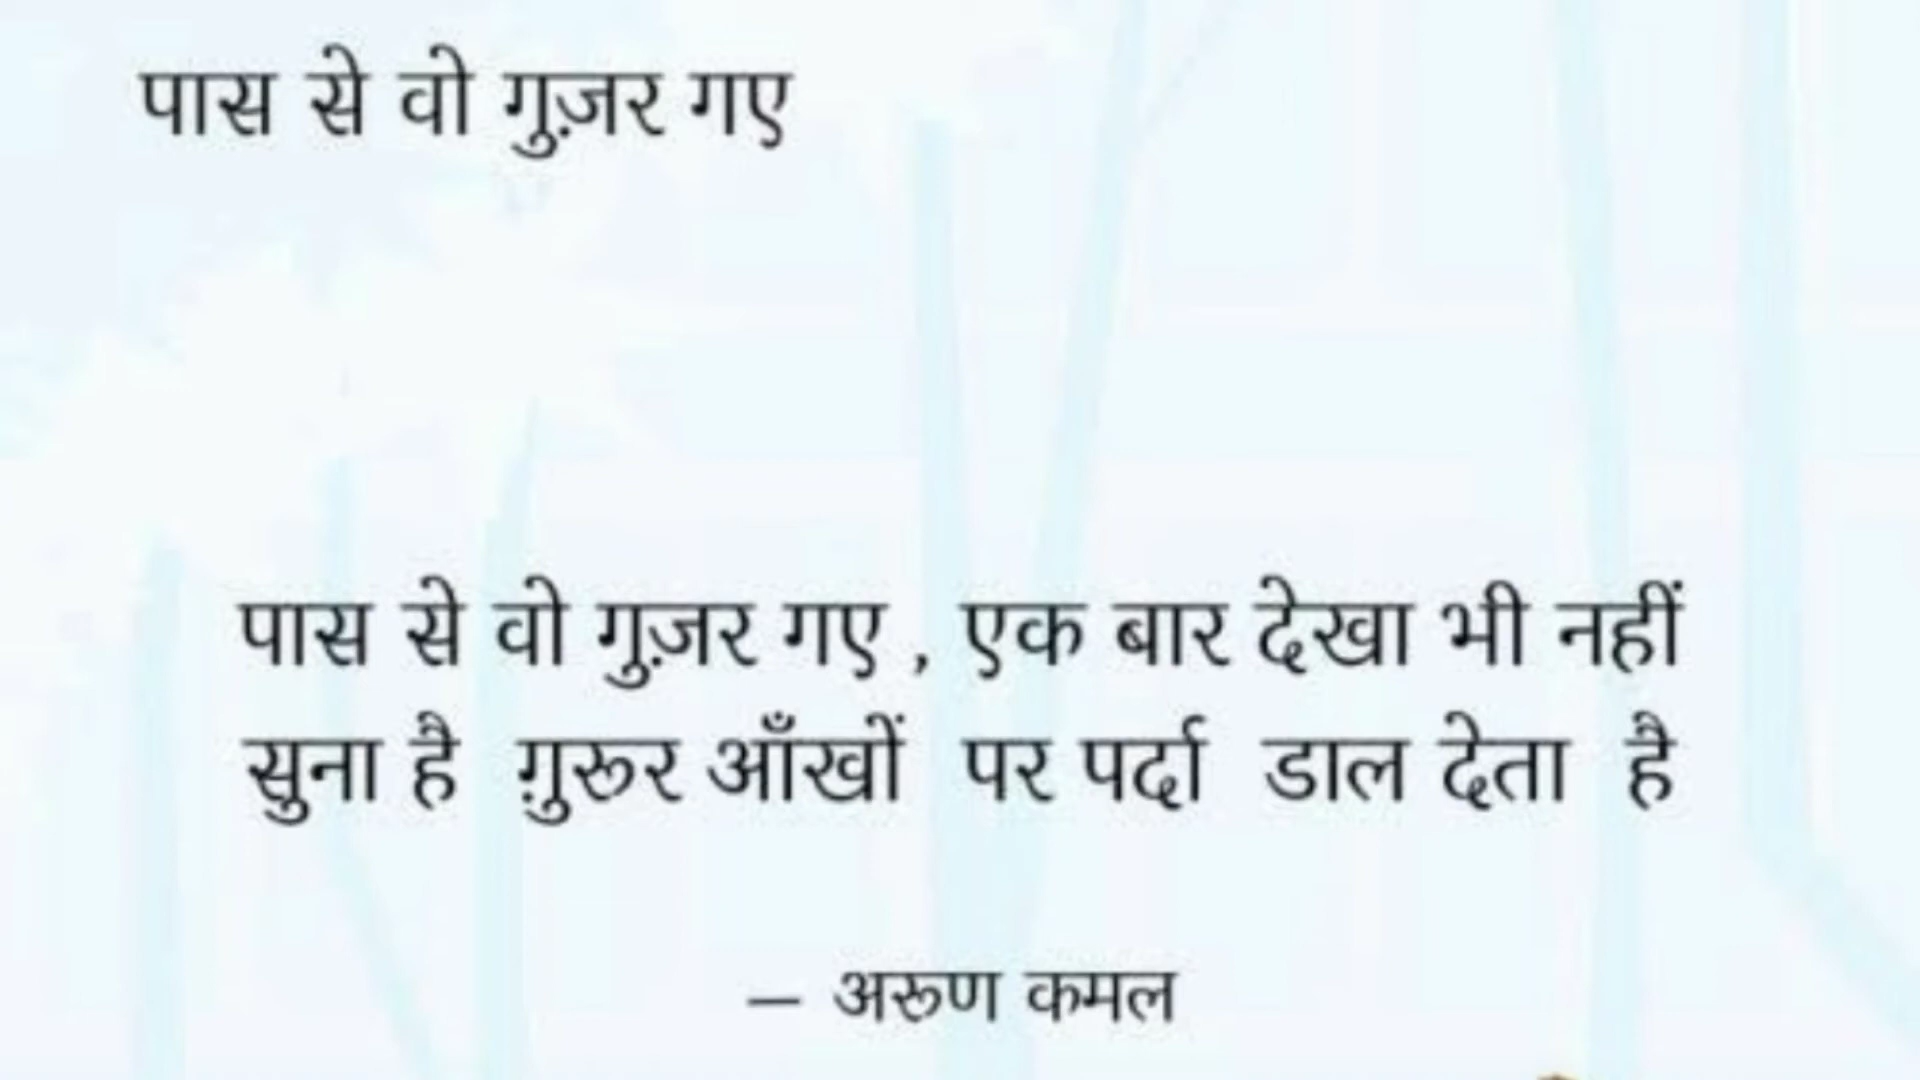 पास से वो गुज़र गए
पास से वो गुज़र गए , एक बार देखा भी नहीं
सुना है ग़ुरूर आँखों पर पर्दा डाल देता है
– अरूण कमल